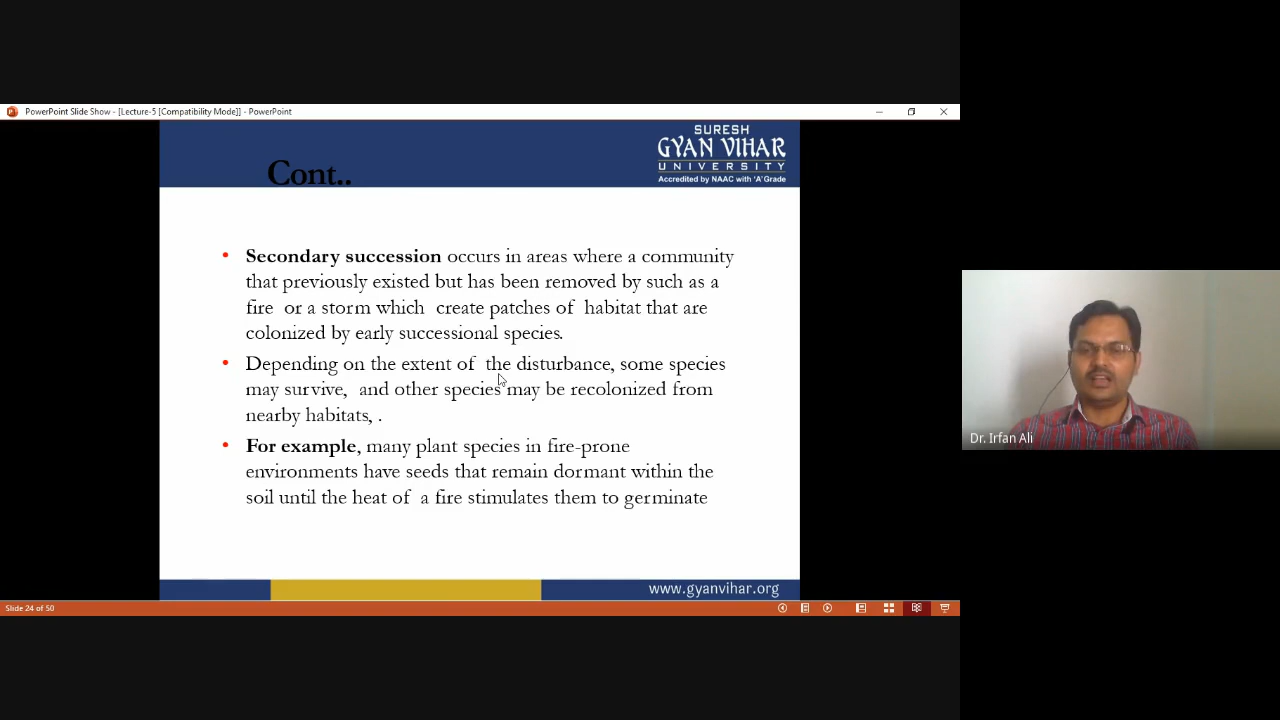 PowerPoint Slide Show - [Lecture-5 [Compatibility Mode]] - PowerPoint
SURESH
GYAN VIHAR
UNIVERSITY
Accredited by NAAC with 'A' Grade
Cont..
• Secondary succession occurs in areas where a community
that previously existed but has been removed by such as a
fire or a storm which create patches of habitat that are
colonized by early successional species.
• Depending on the extent of the disturbance, some species
may survive, and other species may be recolonized from
nearby habitats, .
• For example, many plant species in fire-prone
environments have seeds that remain dormant within the
soil until the heat of a fire stimulates them to germinate
Dr. Irfan Ali
www.gyanvihar.org
Slide 24 of 50